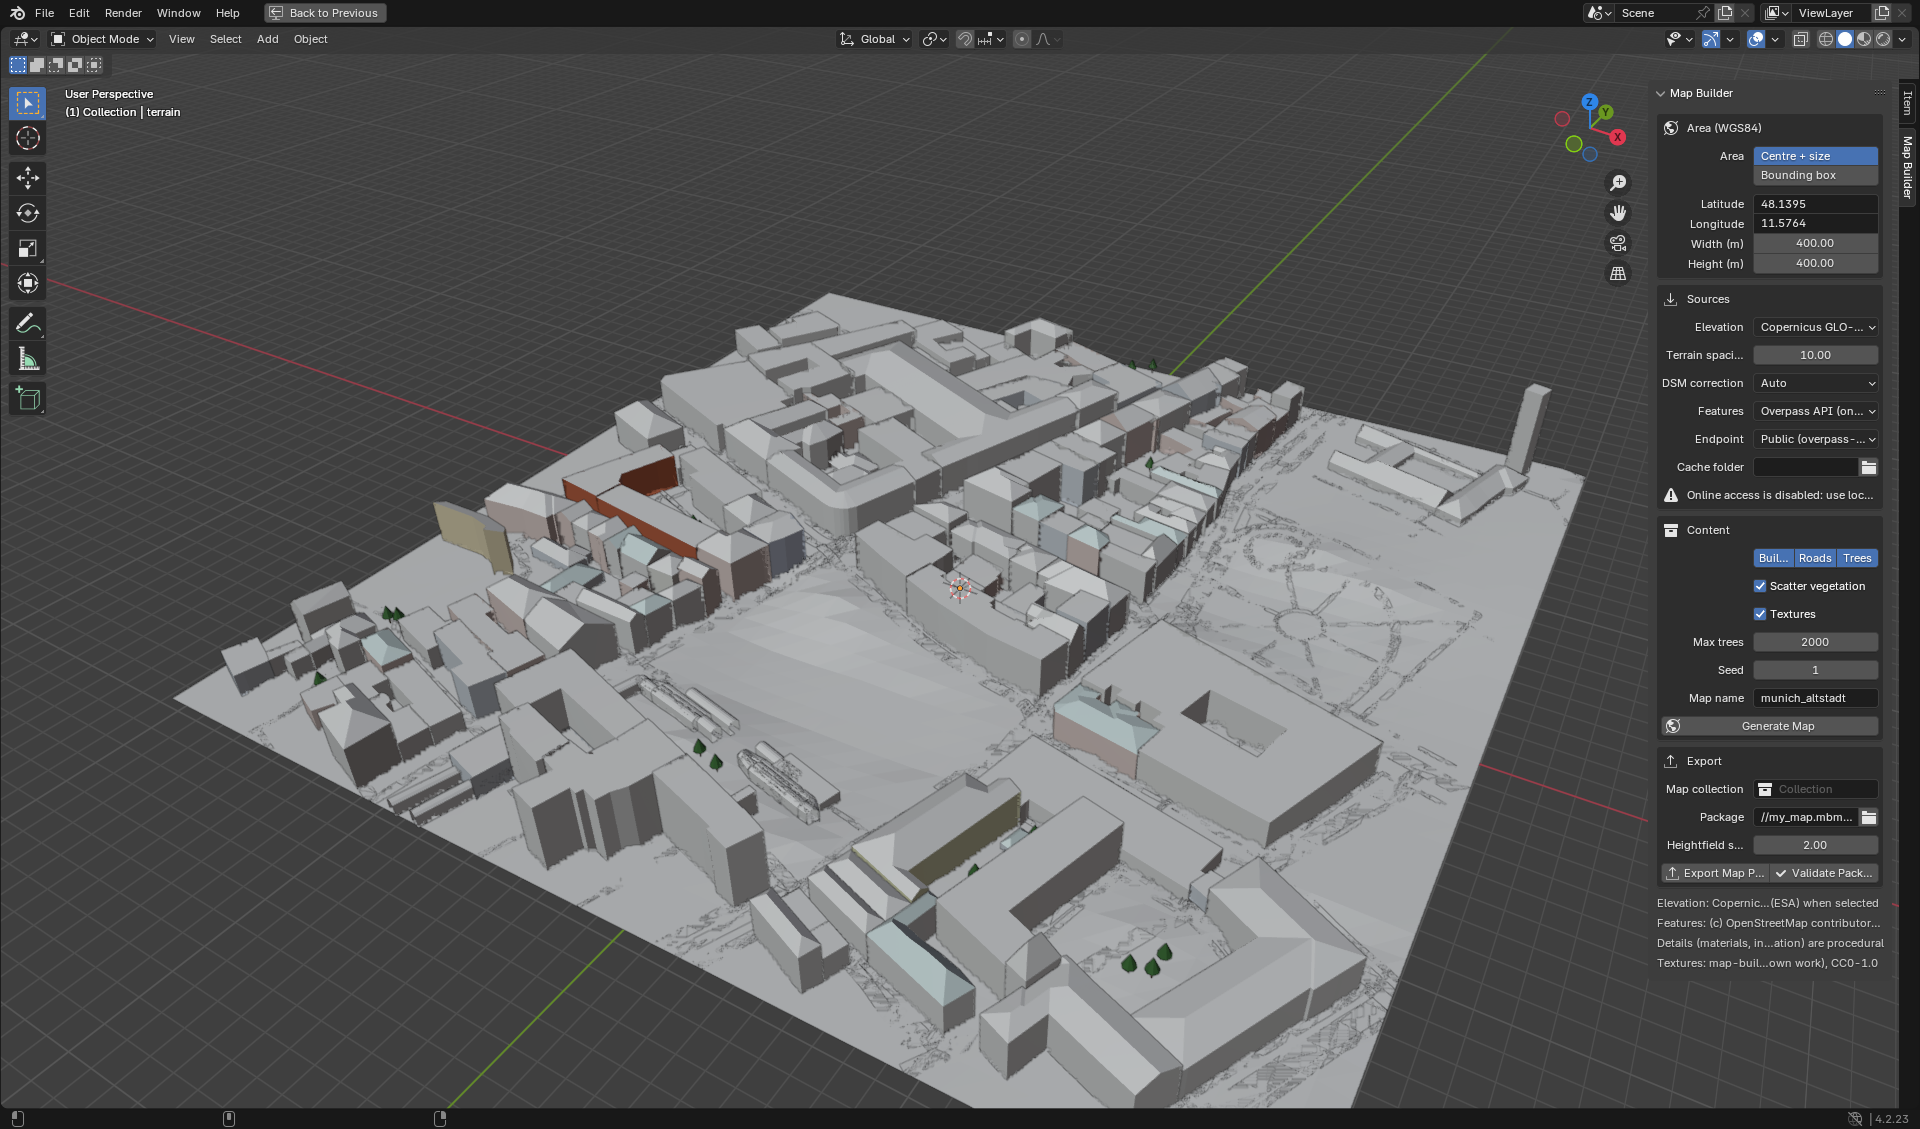 File Edit Render Window Help Back to Previous Scene ViewLayer
Object Mode View Select Add Object Global
User Perspective
(1) Collection | terrain
Z
Y
X
Item
Map Builder
Map Builder
Area (WGS84)
Area Centre + size
Bounding box
Latitude 48.1395
Longitude 11.5764
Width (m) 400.00
Height (m) 400.00
Sources
Elevation Copernicus GLO-...
Terrain spaci... 10.00
DSM correction Auto
Features Overpass API (on...
Endpoint Public (overpass-...
Cache folder
Online access is disabled: use loc...
Content
Buil... Roads Trees
Scatter vegetation
Textures
Max trees 2000
Seed 1
Map name munich_altstadt
Generate Map
Export
Map collection Collection
Package //my_map.mbm...
Heightfield s... 2.00
Export Map P... Validate Pack...
Elevation: Copernic...(ESA) when selected
Features: (c) OpenStreetMap contributor...
Details (materials, in...ation) are procedural
Textures: map-buil...own work), CC0-1.0
4.2.23